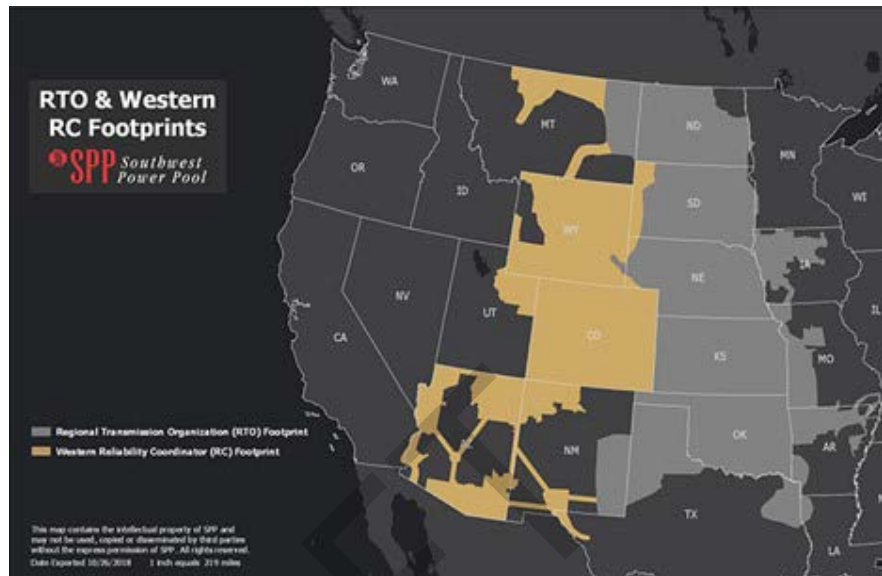 RTO & Western
RC Footprints
SPP Southwest
Power Pool
WA
MT
ND
MN
OR
ID
SD
WI
WY
IA
NE
NV
UT
IL
CA
CO
KS
MO
OK
NM
AR
TX
LA
Regional Transmission Organization (RTO) Footprint
Western Reliability Coordinator (RC) Footprint
This map contains the intellectual property of SPP and
may not be used, copied or disseminated by third parties
without the express permission of SPP. All rights reserved.
Date Exported 10/26/2018 1 inch equals 219 miles